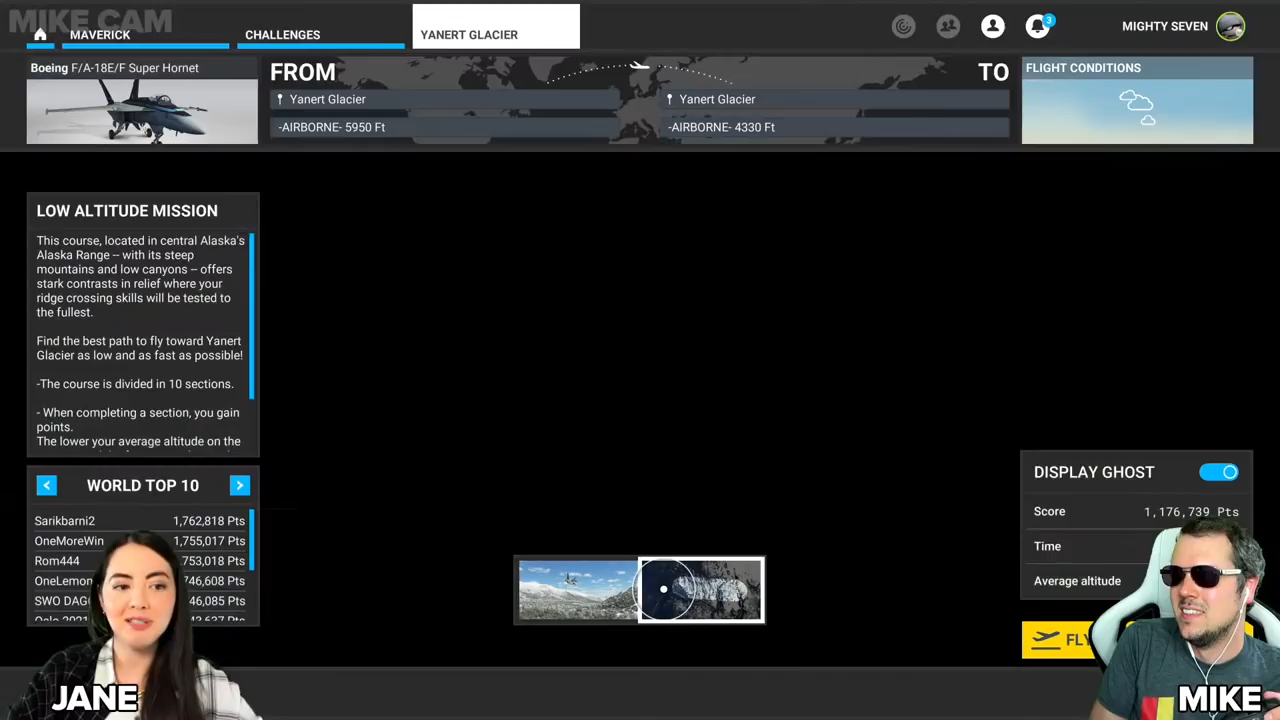 MIKE CAM
MAVERICK
CHALLENGES
YANERT GLACIER
3
MIGHTY SEVEN
Boeing F/A-18E/F Super Hornet
FROM
TO
Yanert Glacier
-AIRBORNE- 5950 Ft
Yanert Glacier
-AIRBORNE- 4330 Ft
FLIGHT CONDITIONS
LOW ALTITUDE MISSION
This course, located in central Alaska's
Alaska Range -- with its steep
mountains and low canyons -- offers
stark contrasts in relief where your
ridge crossing skills will be tested to
the fullest.
Find the best path to fly toward Yanert
Glacier as low and as fast as possible!
-The course is divided in 10 sections.
- When completing a section, you gain
points.
The lower your average altitude on the
WORLD TOP 10
Sarikbarni2 1,762,818 Pts
OneMoreWin 1,755,017 Pts
Rom444 753,018 Pts
OneLemon 746,608 Pts
SWO DAG 46,085 Pts
DISPLAY GHOST
Score 1,176,739 Pts
Time
Average altitude
FLY
JANE
MIKE